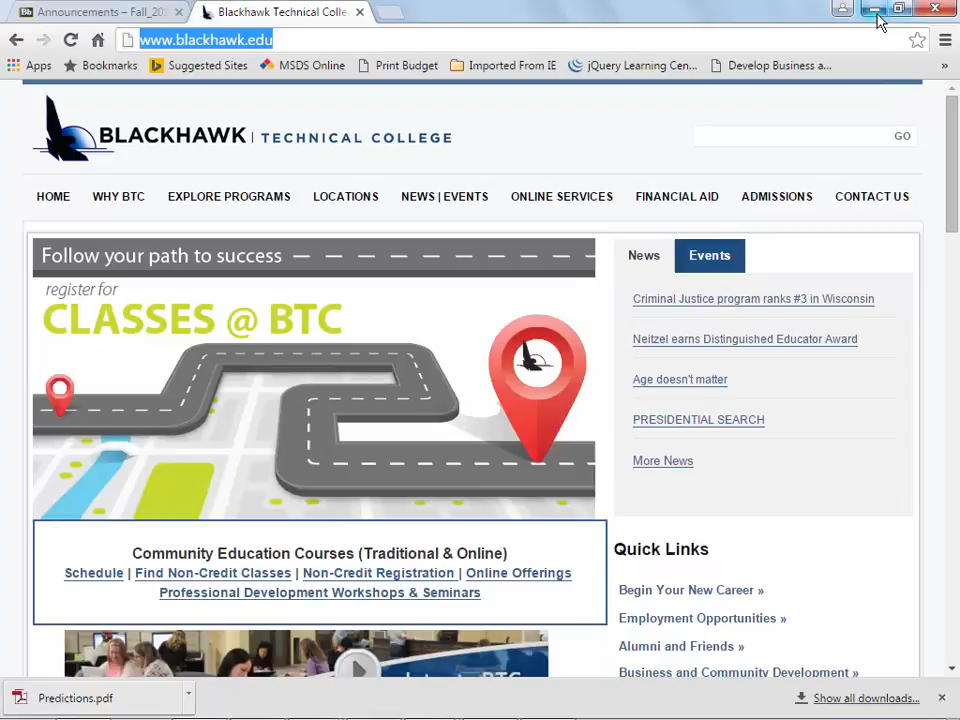 Bb Announcements – Fall_20
Blackhawk Technical Colle
www.blackhawk.edu
Apps Bookmarks Suggested Sites MSDS Online Print Budget Imported From IE jQuery Learning Cen... Develop Business a... »
BLACKHAWK | TECHNICAL COLLEGE
GO
HOME WHY BTC EXPLORE PROGRAMS LOCATIONS NEWS | EVENTS ONLINE SERVICES FINANCIAL AID ADMISSIONS CONTACT US
Follow your path to success
register for
CLASSES @ BTC
News Events
Criminal Justice program ranks #3 in Wisconsin
Neitzel earns Distinguished Educator Award
Age doesn't matter
PRESIDENTIAL SEARCH
More News
Community Education Courses (Traditional & Online)
Schedule | Find Non-Credit Classes | Non-Credit Registration | Online Offerings
Professional Development Workshops & Seminars
Quick Links
Begin Your New Career »
Employment Opportunities »
Alumni and Friends »
Business and Community Development »
Predictions.pdf
Show all downloads...